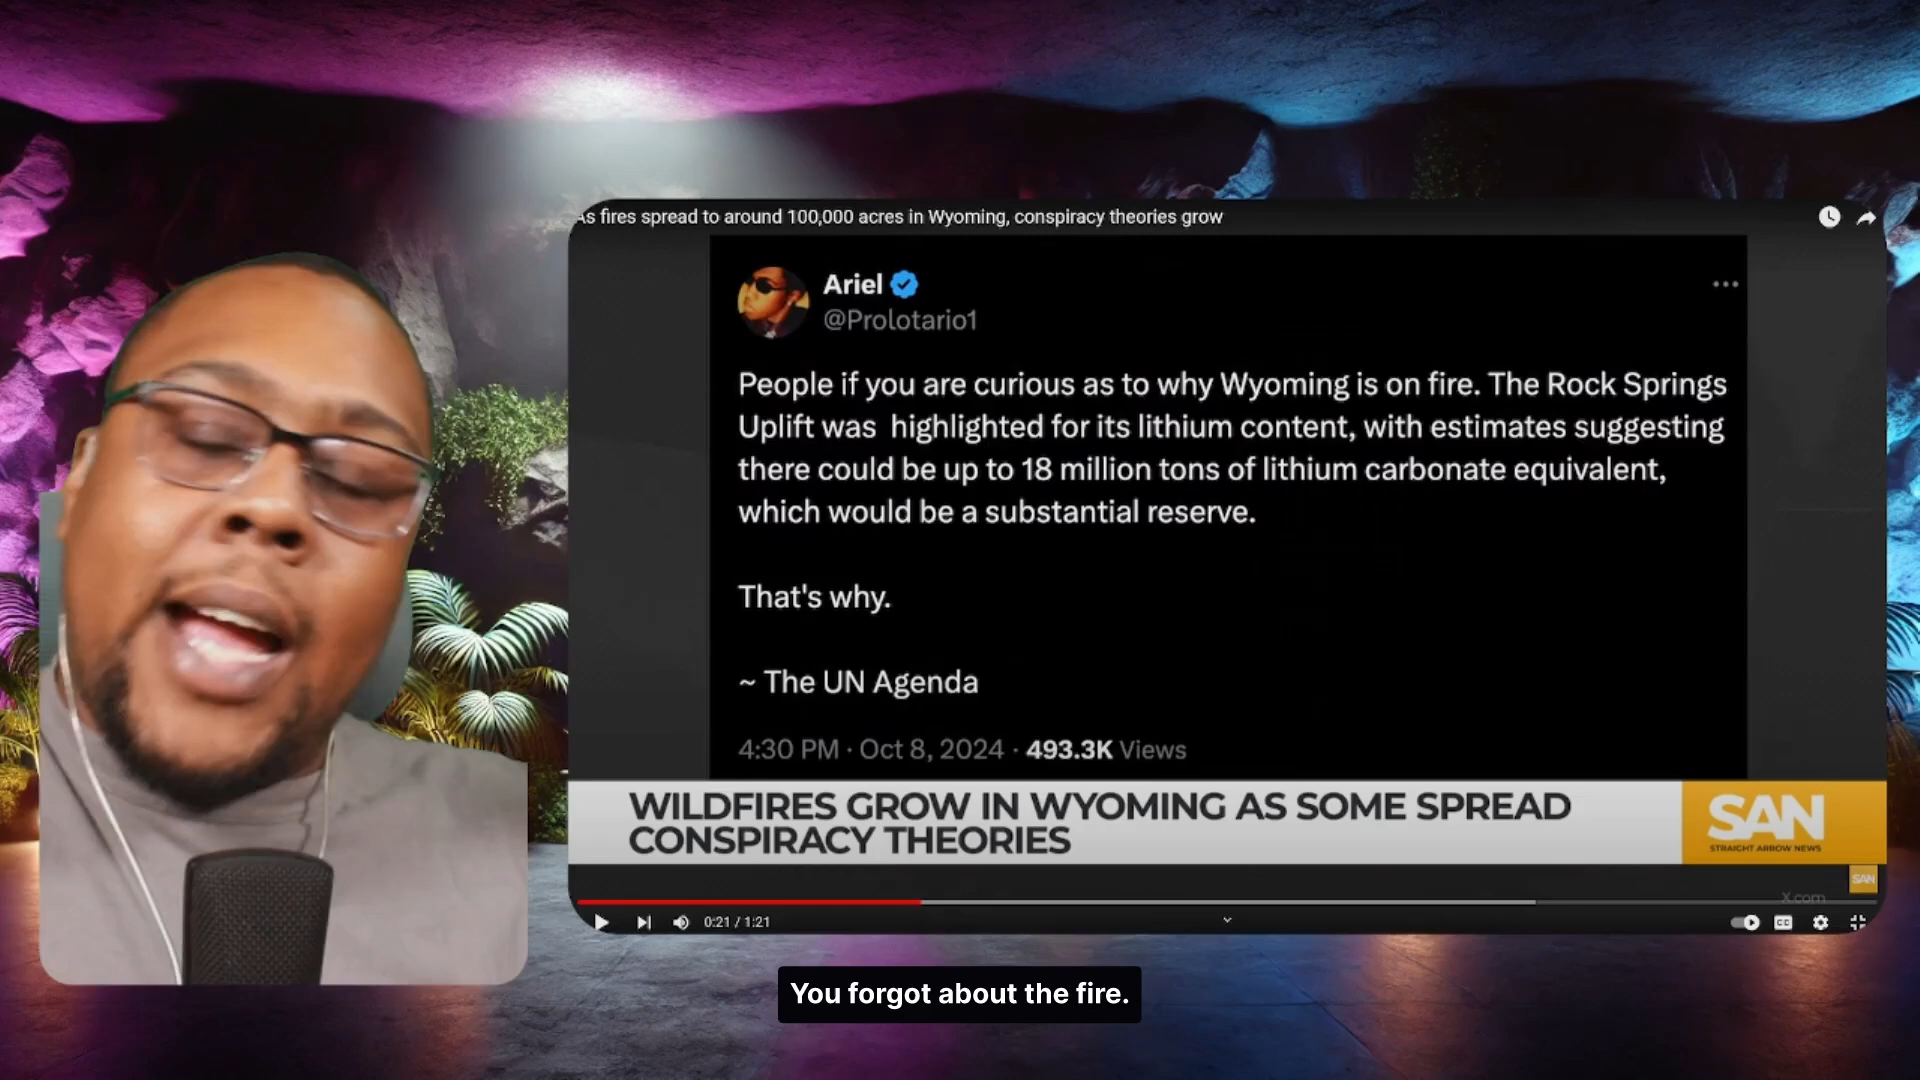 As fires spread to around 100,000 acres in Wyoming, conspiracy theories grow
Ariel
@Prolotario1
People if you are curious as to why Wyoming is on fire. The Rock Springs
Uplift was highlighted for its lithium content, with estimates suggesting
there could be up to 18 million tons of lithium carbonate equivalent,
which would be a substantial reserve.
That's why.
~ The UN Agenda
4:30 PM · Oct 8, 2024 · 493.3K Views
WILDFIRES GROW IN WYOMING AS SOME SPREAD
CONSPIRACY THEORIES
SAN
STRAIGHT ARROW NEWS
SAN
X.com
0:21 / 1:21
CC
You forgot about the fire.